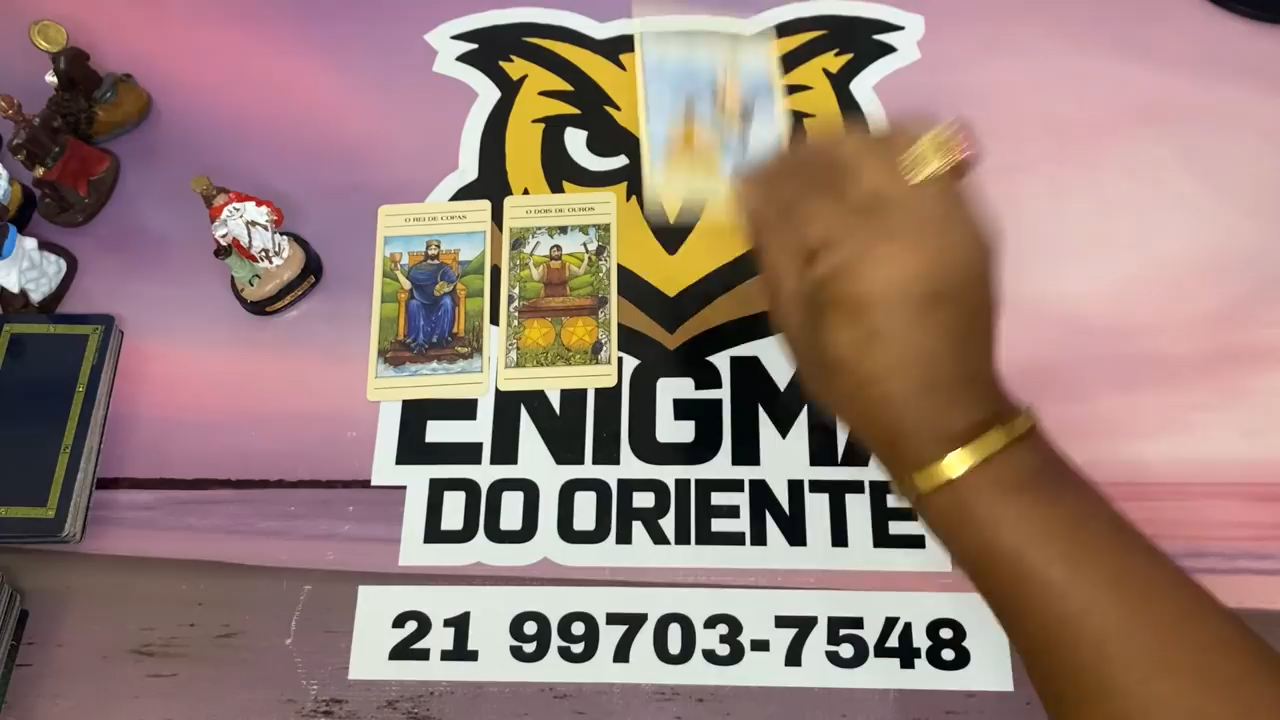 O REI DE COPAS
O DOIS DE OUROS
ENIGMA
DO ORIENTE
21 99703-7548